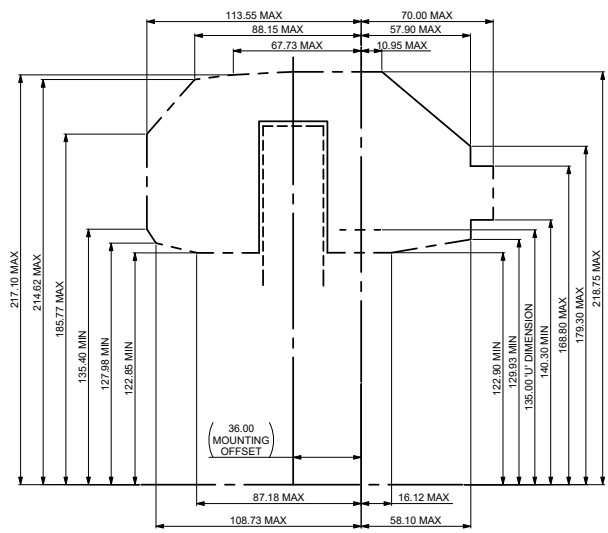 113.55 MAX
70.00 MAX
88.15 MAX
57.90 MAX
67.73 MAX
10.95 MAX
217.10 MAX
214.62 MAX
185.77 MAX
135.40 MIN
127.98 MIN
122.85 MIN
122.90 MIN
129.93 MIN
135.00 'U' DIMENSION
140.30 MIN
168.80 MAX
179.30 MAX
218.75 MAX
36.00
MOUNTING
OFFSET
87.18 MAX
16.12 MAX
108.73 MAX
58.10 MAX